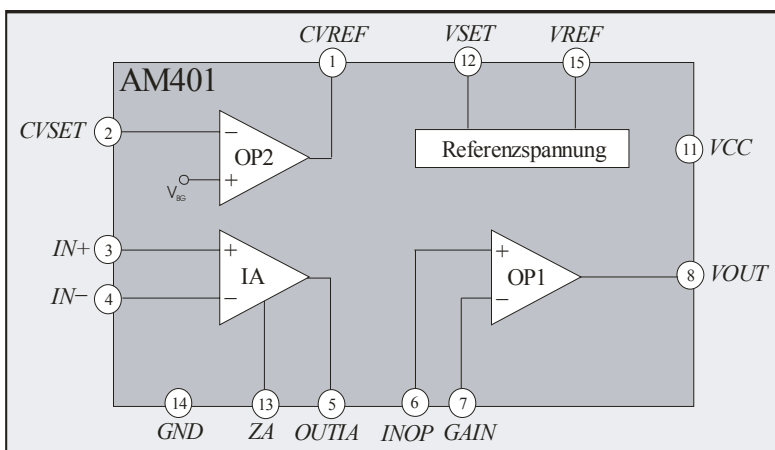 CVREF VSET VREF
1 12 15
AM401
CVSET 2 − OP2
+ VBG
Referenzspannung
11 VCC
IN+ 3 + IA
IN− 4 −
+ OP1 8 VOUT
−
14 13 5 6 7
GND ZA OUTIA INOP GAIN